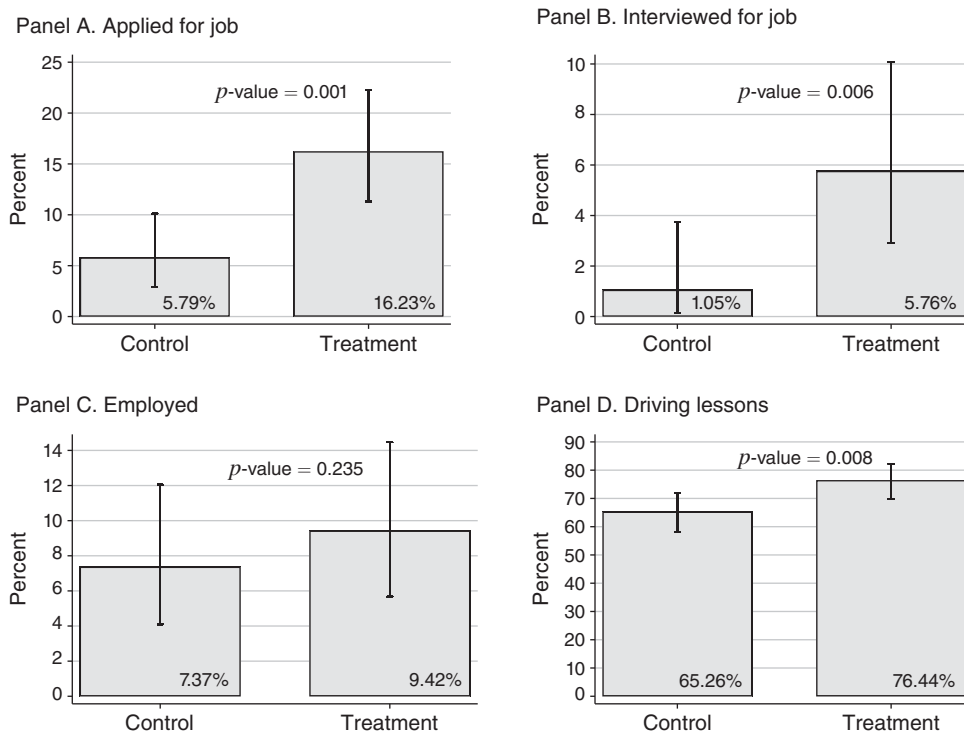 Panel A. Applied for job
25
20
15
10
5
0
Percent
p-value = 0.001
5.79%
16.23%
Control
Treatment
Panel B. Interviewed for job
10
8
6
4
2
0
Percent
p-value = 0.006
1.05%
5.76%
Control
Treatment
Panel C. Employed
14
12
10
8
6
4
2
0
Percent
p-value = 0.235
7.37%
9.42%
Control
Treatment
Panel D. Driving lessons
90
80
70
60
50
40
30
20
10
0
Percent
p-value = 0.008
65.26%
76.44%
Control
Treatment